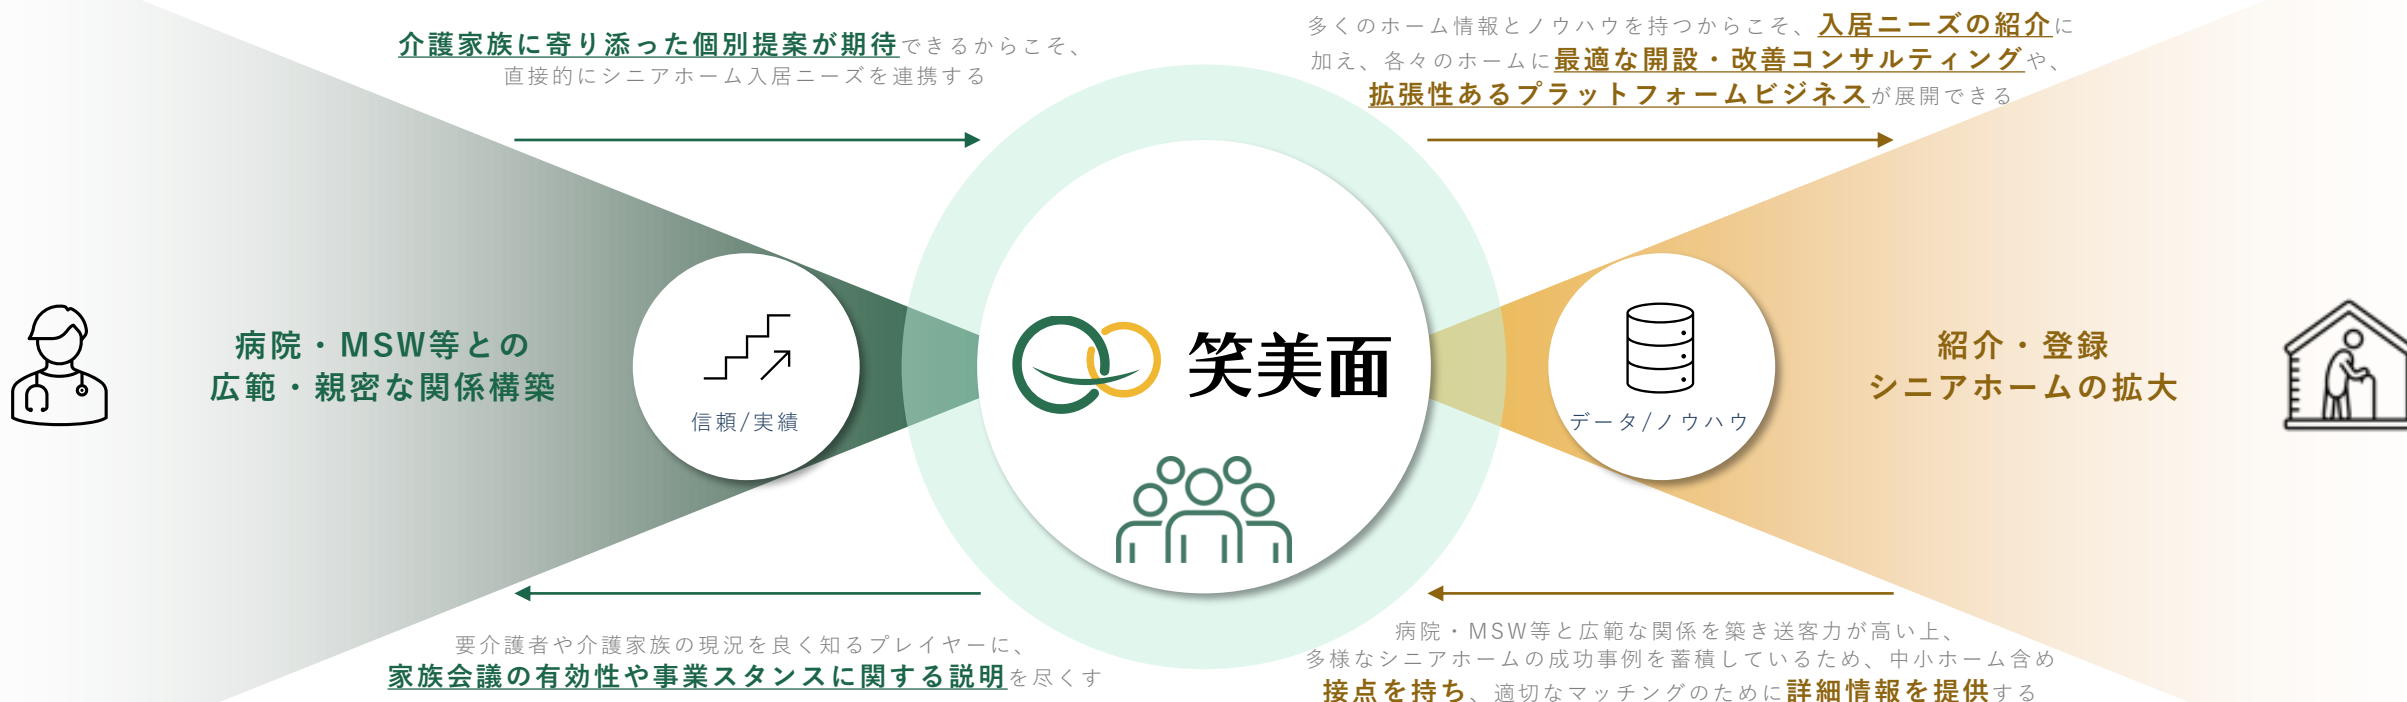 介護家族に寄り添った個別提案が期待できるからこそ、
直接的にシニアホーム入居ニーズを連携する
多くのホーム情報とノウハウを持つからこそ、入居ニーズの紹介に
加え、各々のホームに最適な開設・改善コンサルティングや、
拡張性あるプラットフォームビジネスが展開できる
病院・MSW等との
広範・親密な関係構築
信頼/実績
笑美面
データ/ノウハウ
紹介・登録
シニアホームの拡大
要介護者や介護家族の現況を良く知るプレイヤーに、
家族会議の有効性や事業スタンスに関する説明を尽くす
病院・MSW等と広範な関係を築き送客力が高い上、
多様なシニアホームの成功事例を蓄積しているため、中小ホーム含め
接点を持ち、適切なマッチングのために詳細情報を提供する